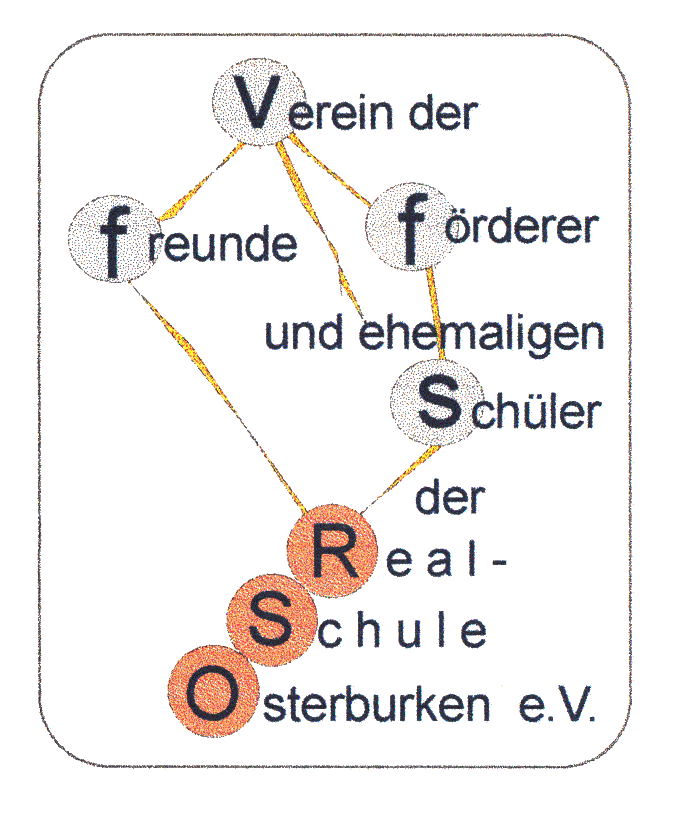 Verein der
freunde förderer
und ehemaligen
Schüler
der
Real-
Schule
Osterburken e.V.